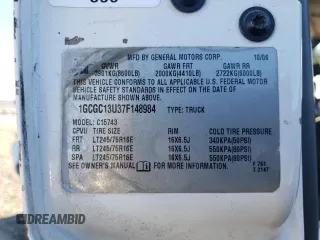 MFD BY GENERAL MOTORS CORP. 10/06
GVWR GAWR FRT GAWR RR
3901KG(8600LB) 2000KG(4410LB) 2722KG(6000LB)
THIS VEHICLE CONFORMS TO ALL APPLICABLE U.S. FEDERAL
MOTOR VEHICLE SAFETY STANDARDS IN EFFECT ON THE DATE OF
MANUFACTURE SHOWN ABOVE.
1GCGC13U37F148984 TYPE: TRUCK
MODEL: C15743
TIRE SIZE RIM COLD TIRE PRESSURE
FRT LT245/75R16E 16X6.5J 340KPA(50PSI)
RR LT245/75R16E 16X6.5J 550KPA(80PSI)
SPA LT245/75R16E 16X6.5J 550KPA(80PSI)
SEE OWNER'S MANUAL FOR MORE INFORMATION.
AUTOBIDMASTER